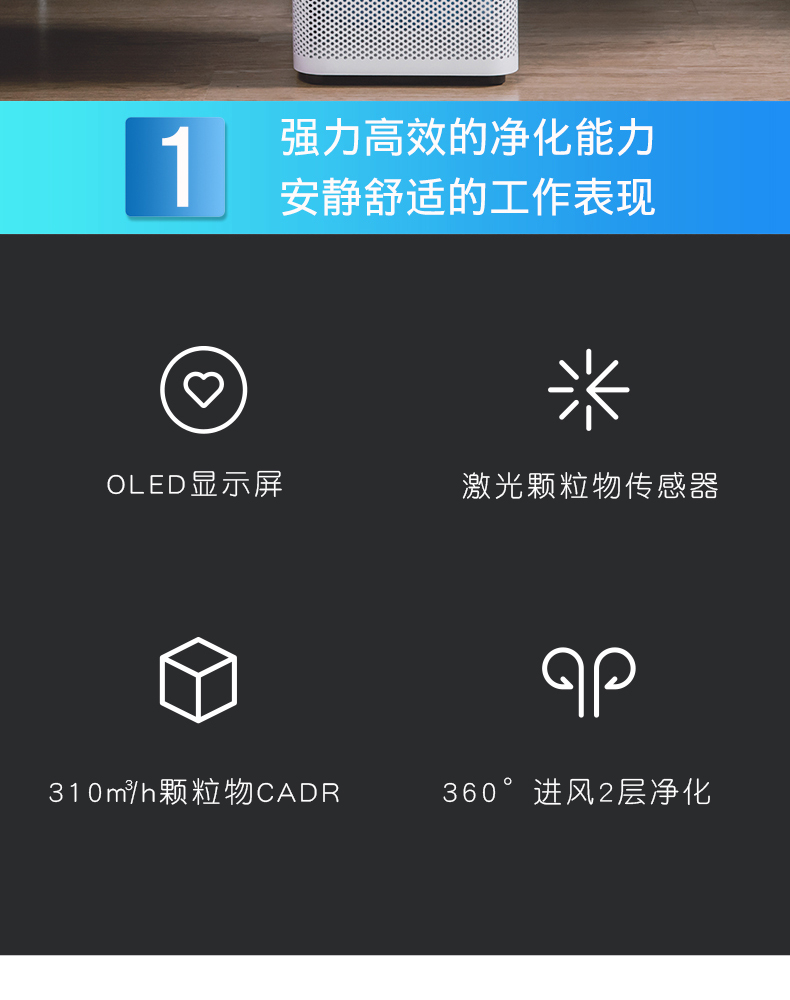 1
强力高效的净化能力
安静舒适的工作表现
OLED显示屏
激光颗粒物传感器
310m³/h颗粒物CADR
360°进风2层净化